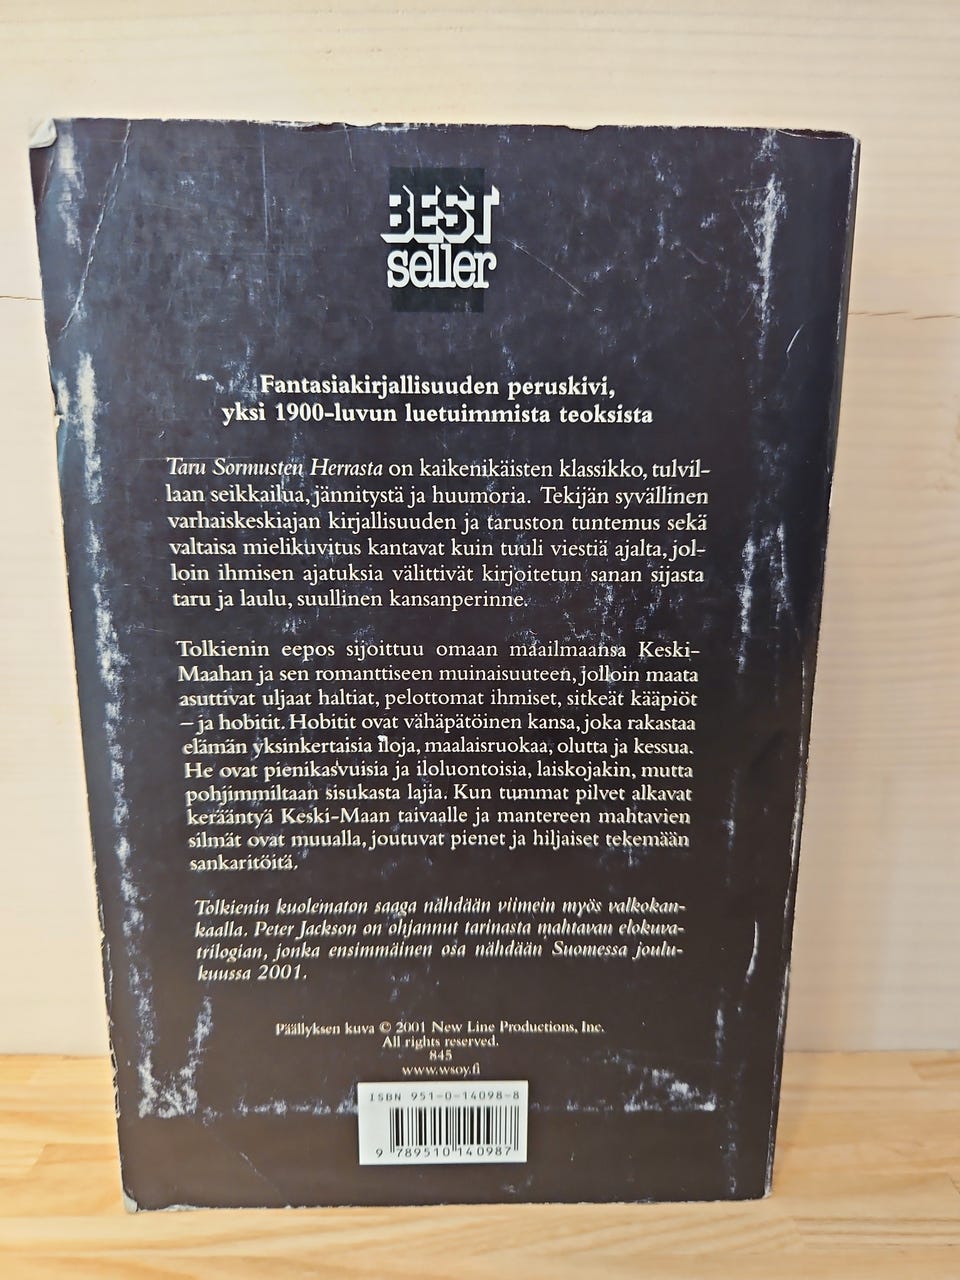 BEST
seller
Fantasiakirjallisuuden peruskivi,
yksi 1900-luvun luetuimmista teoksista
Taru Sormusten Herrasta on kaikenikäisten klassikko, tulvil-
laan seikkailua, jännitystä ja huumoria. Tekijän syvällinen
varhaiskeskiajan kirjallisuuden ja taruston tuntemus sekä
valtaisa mielikuvitus kantavat kuin tuuli viestiä ajalta, jol-
loin ihmisen ajatuksia välittivät kirjoitetun sanan sijasta
taru ja laulu, suullinen kansanperinne.
Tolkienin eepos sijoittuu omaan maailmaansa Keski-
Maahan ja sen romanttiseen muinaisuuteen, jolloin maata
asuttivat uljaat haltiat, pelottomat ihmiset, sitkeät kääpiöt
– ja hobitit. Hobitit ovat vähäpätöinen kansa, joka rakastaa
elämän yksinkertaisia iloja, maalaisruokaa, olutta ja kessua.
He ovat pienikasvuisia ja iloluontoisia, laiskojakin, mutta
pohjimmiltaan sisukasta lajia. Kun tummat pilvet alkavat
kerääntyä Keski-Maan taivaalle ja mantereen mahtavien
silmät ovat muualla, joutuvat pienet ja hiljaiset tekemään
sankaritöitä.
Tolkienin kuolematon saaga nähdään viimein myös valkokan-
kaalla. Peter Jackson on ohjannut tarinasta mahtavan elokuva-
trilogian, jonka ensimmäinen osa nähdään Suomessa joulu-
kuussa 2001.
Päällyksen kuva © 2001 New Line Productions, Inc.
All rights reserved.
845
www.wsoy.fi
ISBN 951-0-14098-8
9 789510 140987